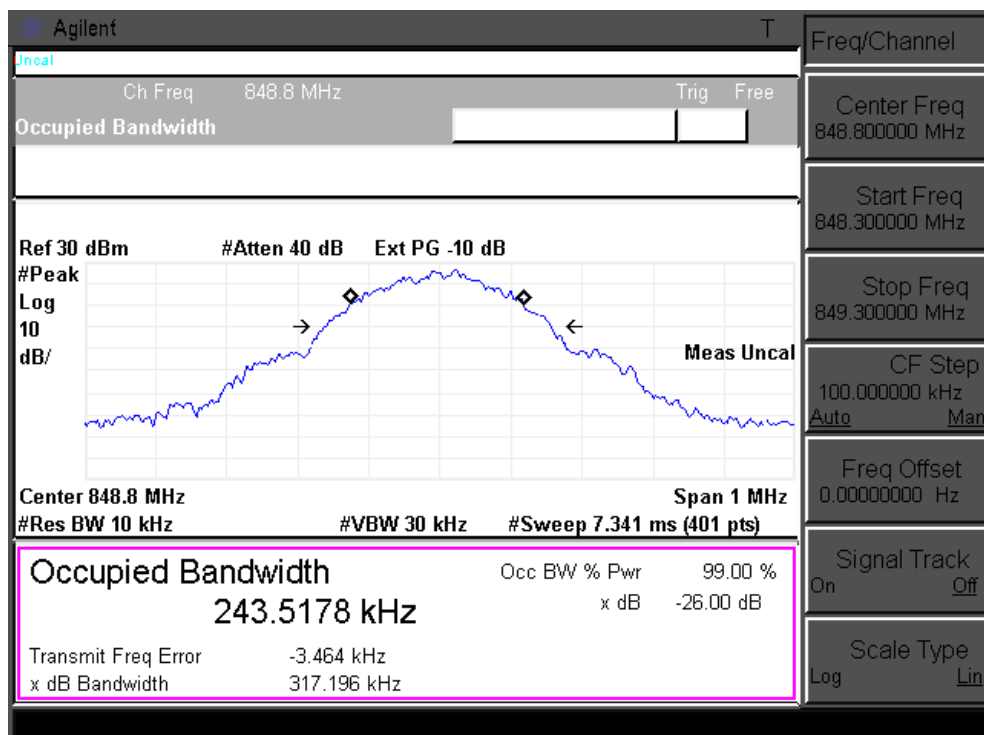 Agilent T
Uncal
Ch Freq 848.8 MHz Trig Free
Occupied Bandwidth
Ref 30 dBm #Atten 40 dB Ext PG -10 dB
#Peak
Log
10
dB/
Meas Uncal
Center 848.8 MHz Span 1 MHz
#Res BW 10 kHz #VBW 30 kHz #Sweep 7.341 ms (401 pts)
Occupied Bandwidth Occ BW % Pwr 99.00 %
243.5178 kHz x dB -26.00 dB
Transmit Freq Error -3.464 kHz
x dB Bandwidth 317.196 kHz
Freq/Channel
Center Freq
848.800000 MHz
Start Freq
848.300000 MHz
Stop Freq
849.300000 MHz
CF Step
100.000000 kHz
Auto Man
Freq Offset
0.00000000 Hz
Signal Track
On Off
Scale Type
Log Lin